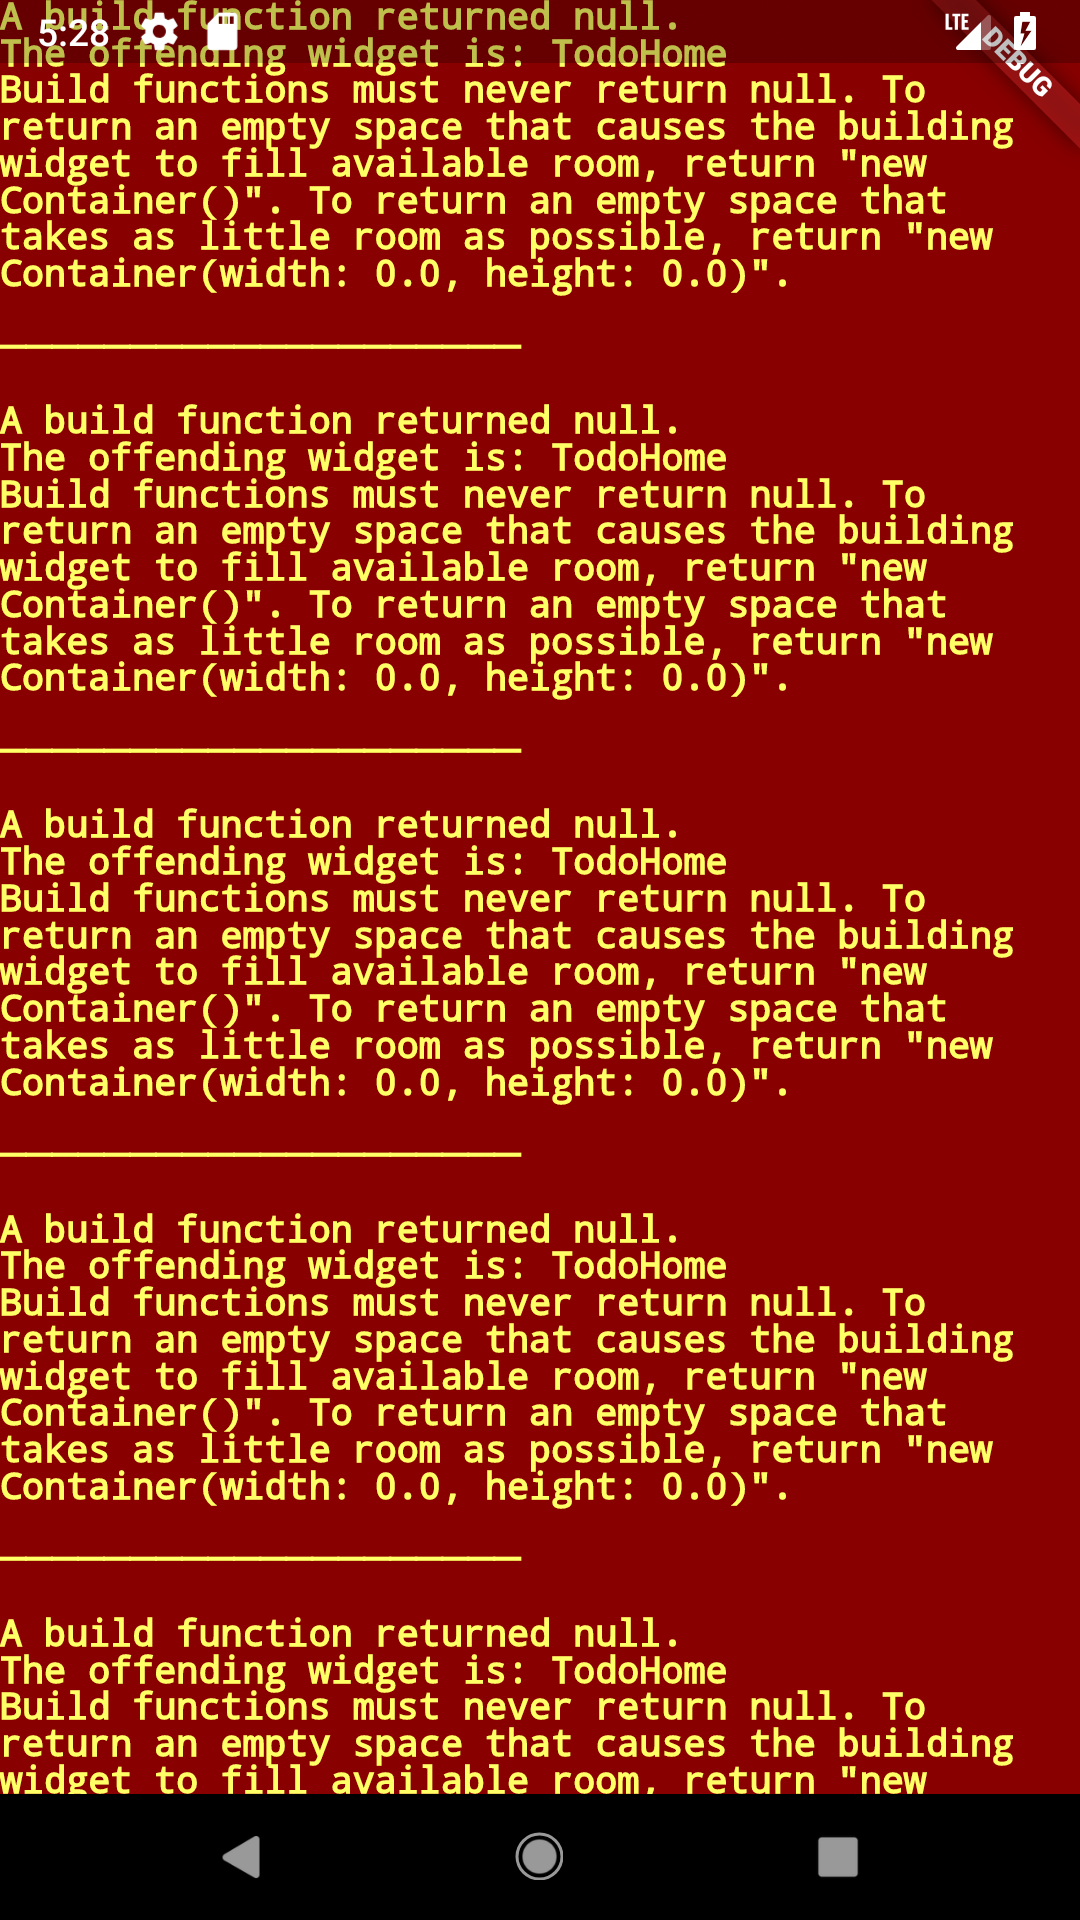 A build function returned null.
5:28 LTE
The offending widget is: TodoHome
DEBUG
Build functions must never return null. To
return an empty space that causes the building
widget to fill available room, return "new
Container()". To return an empty space that
takes as little room as possible, return "new
Container(width: 0.0, height: 0.0)".
A build function returned null.
The offending widget is: TodoHome
Build functions must never return null. To
return an empty space that causes the building
widget to fill available room, return "new
Container()". To return an empty space that
takes as little room as possible, return "new
Container(width: 0.0, height: 0.0)".
A build function returned null.
The offending widget is: TodoHome
Build functions must never return null. To
return an empty space that causes the building
widget to fill available room, return "new
Container()". To return an empty space that
takes as little room as possible, return "new
Container(width: 0.0, height: 0.0)".
A build function returned null.
The offending widget is: TodoHome
Build functions must never return null. To
return an empty space that causes the building
widget to fill available room, return "new
Container()". To return an empty space that
takes as little room as possible, return "new
Container(width: 0.0, height: 0.0)".
A build function returned null.
The offending widget is: TodoHome
Build functions must never return null. To
return an empty space that causes the building
widget to fill available room, return "new